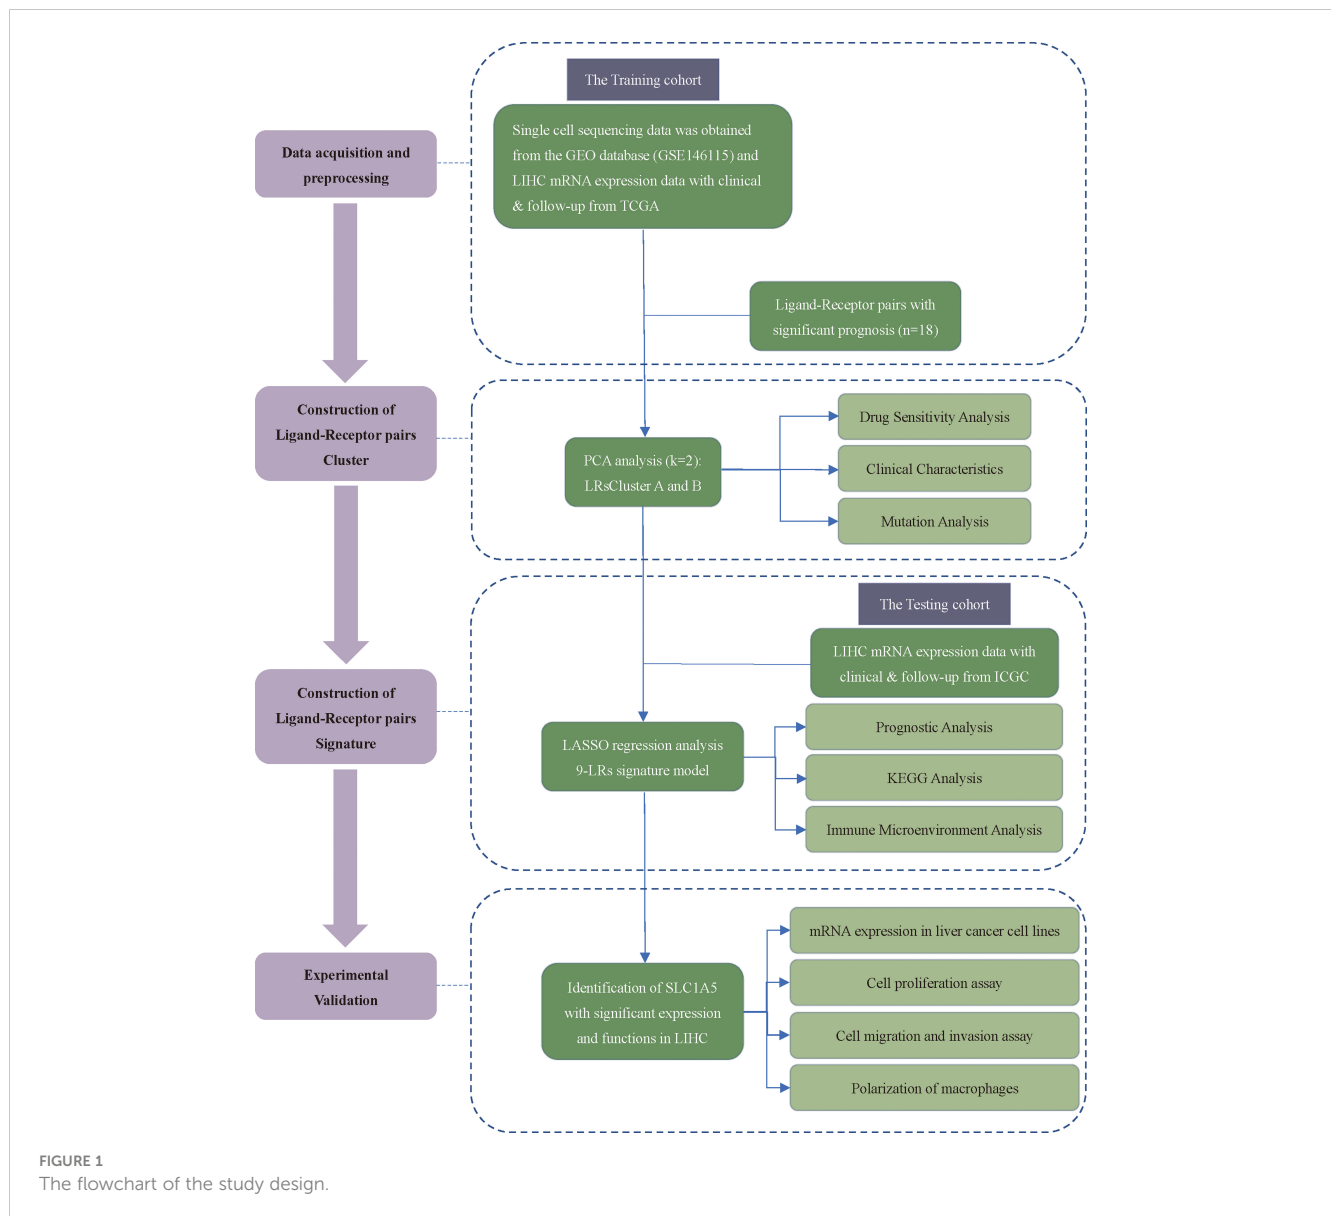 The Training cohort
Data acquisition and
preprocessing
Single cell sequencing data was obtained
from the GEO database (GSE146115) and
LIHC mRNA expression data with clinical
& follow-up from TCGA
Ligand-Receptor pairs with
significant prognosis (n=18)
Construction of
Ligand-Receptor pairs
Cluster
PCA analysis (k=2):
LRsCluster A and B
Drug Sensitivity Analysis
Clinical Characteristics
Mutation Analysis
The Testing cohort
LIHC mRNA expression data with
clinical & follow-up from ICGC
Construction of
Ligand-Receptor pairs
Signature
LASSO regression analysis
9-LRs signature model
Prognostic Analysis
KEGG Analysis
Immune Microenvironment Analysis
Experimental
Validation
Identification of SLC1A5
with significant expression
and functions in LIHC
mRNA expression in liver cancer cell lines
Cell proliferation assay
Cell migration and invasion assay
Polarization of macrophages
FIGURE 1
The flowchart of the study design.